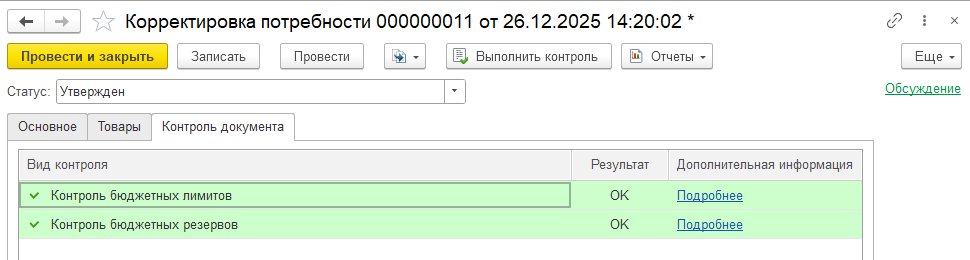 Корректировка потребности 000000011 от 26.12.2025 14:20:02 *
Провести и закрыть Записать Провести Выполнить контроль Отчеты Еще
Статус: Утвержден Обсуждение
Основное Товары Контроль документа
Вид контроля Результат Дополнительная информация
Контроль бюджетных лимитов OK Подробнее
Контроль бюджетных резервов OK Подробнее